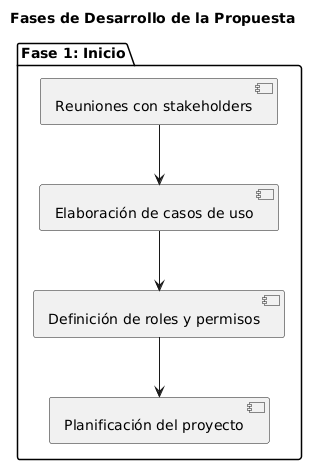 Fases de Desarrollo de la Propuesta
Fase 1: Inicio
Reuniones con stakeholders
Elaboración de casos de uso
Definición de roles y permisos
Planificación del proyecto